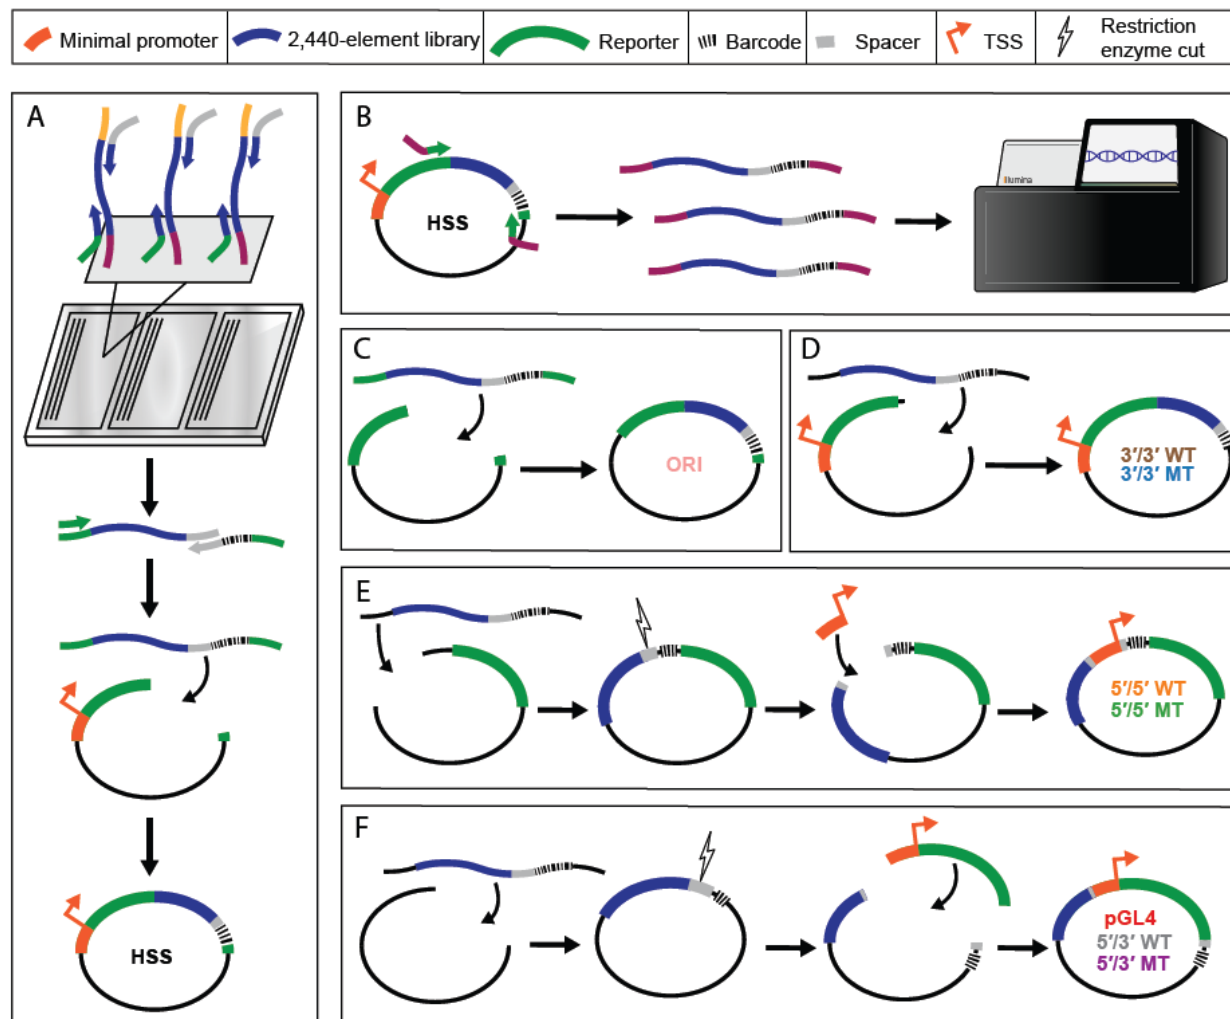 Minimal promoter
2,440-element library
Reporter
Barcode
Spacer
TSS
Restriction
enzyme cut
A
HSS
B
HSS
illumina
C
ORI
D
3′/3′ WT
3′/3′ MT
E
5′/5′ WT
5′/5′ MT
F
pGL4
5′/3′ WT
5′/3′ MT